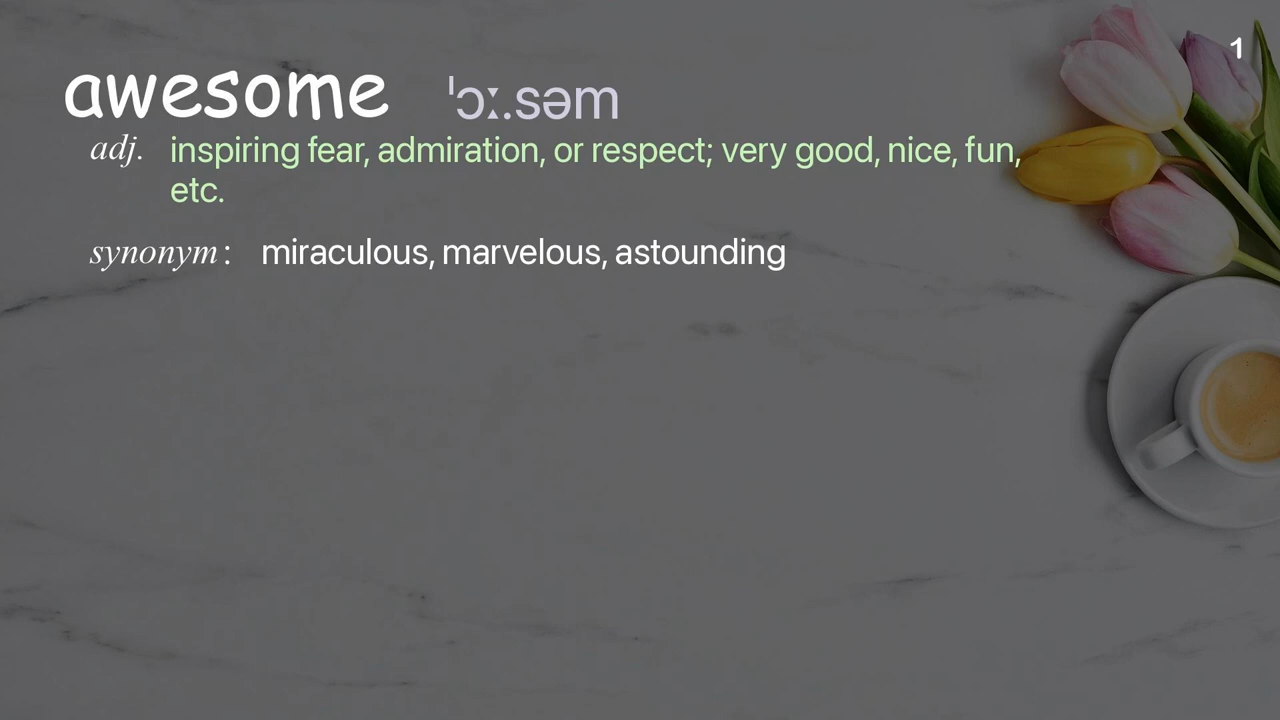 1
awesome ˈɔː.səm
adj. inspiring fear, admiration, or respect; very good, nice, fun,
etc.
synonym : miraculous, marvelous, astounding